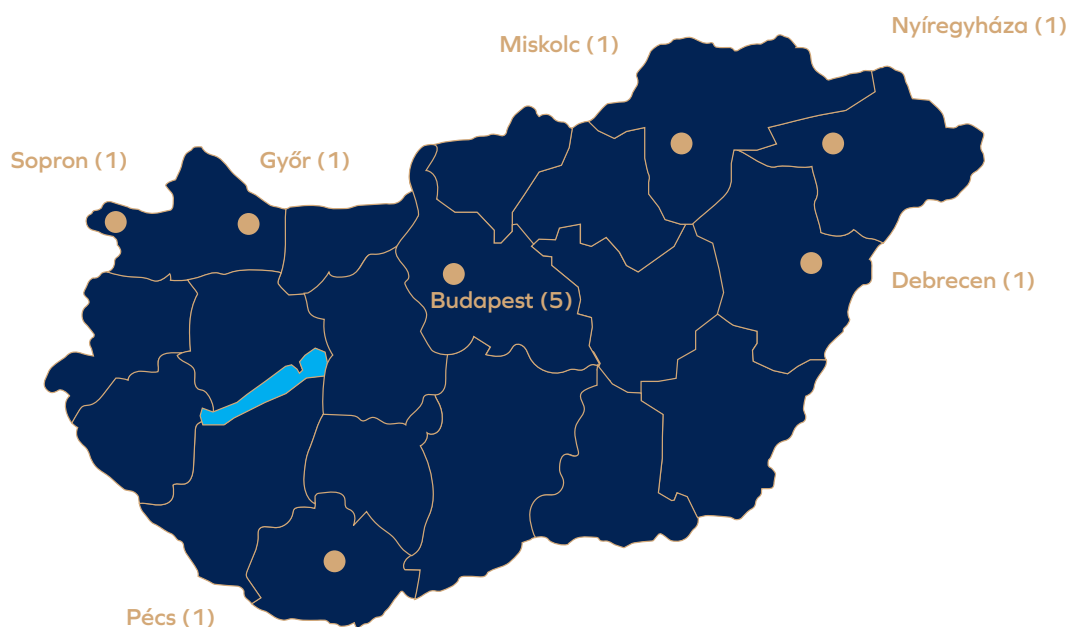 Nyíregyháza (1)
Miskolc (1)
Sopron (1)
Győr (1)
Debrecen (1)
Budapest (5)
Pécs (1)